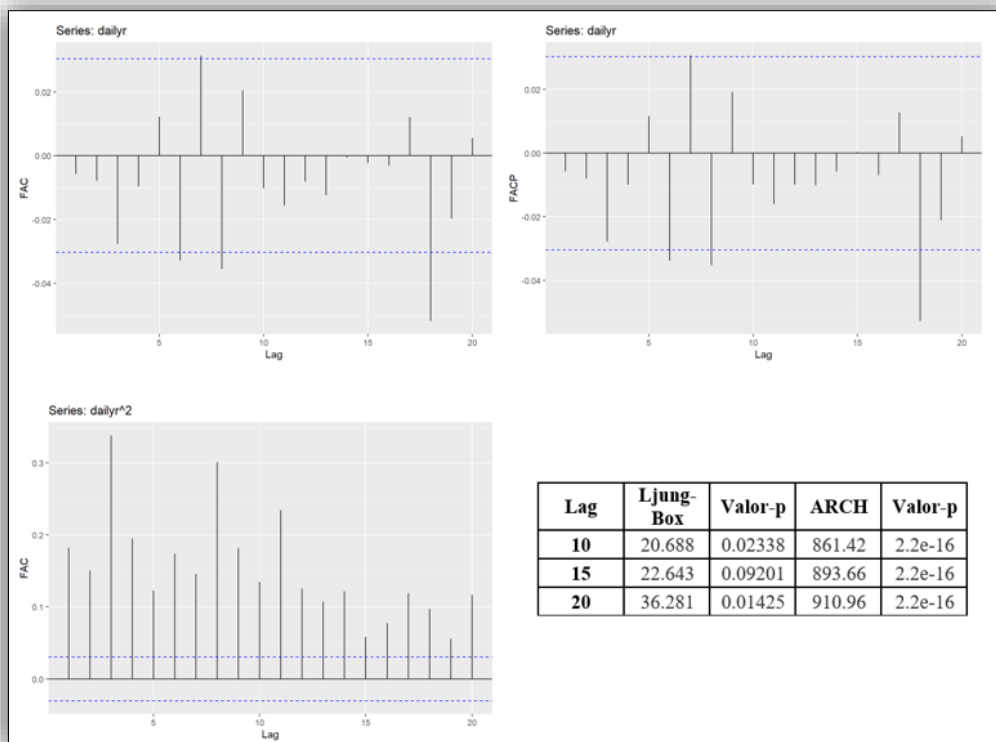 Series: dailyr
FAC
0.02
0.00
-0.02
-0.04
5
10
15
20
Lag
Series: dailyr
FACP
0.02
0.00
-0.02
-0.04
5
10
15
20
Lag
Series: dailyr^2
FAC
0.3
0.2
0.1
0.0
5
10
15
20
Lag
Lag Ljung-Box Valor-p ARCH Valor-p
10 20.688 0.02338 861.42 2.2e-16
15 22.643 0.09201 893.66 2.2e-16
20 36.281 0.01425 910.96 2.2e-16